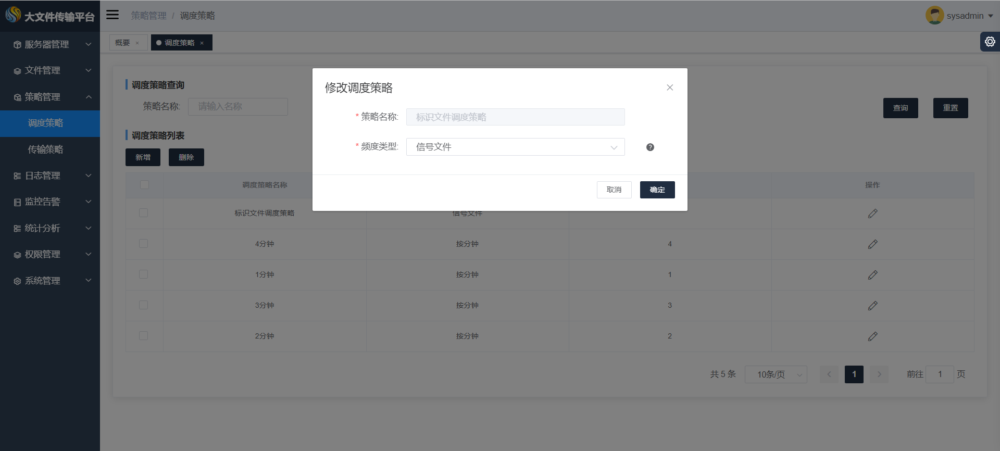 大文件传输平台
策略管理 / 调度策略
sysadmin
概要 ×
调度策略 ×
服务器管理
文件管理
策略管理
调度策略
传输策略
日志管理
监控告警
统计分析
权限管理
系统管理
调度策略查询
策略名称: 请输入名称
查询 重置
调度策略列表
新增 删除
修改调度策略
* 策略名称: 标识文件调度策略
* 频度类型: 信号文件
取消 确定
调度策略名称 操作
标识文件调度策略 信号文件
4分钟 按分钟 4
1分钟 按分钟 1
3分钟 按分钟 3
2分钟 按分钟 2
共 5 条 10条/页 1 前往 1 页